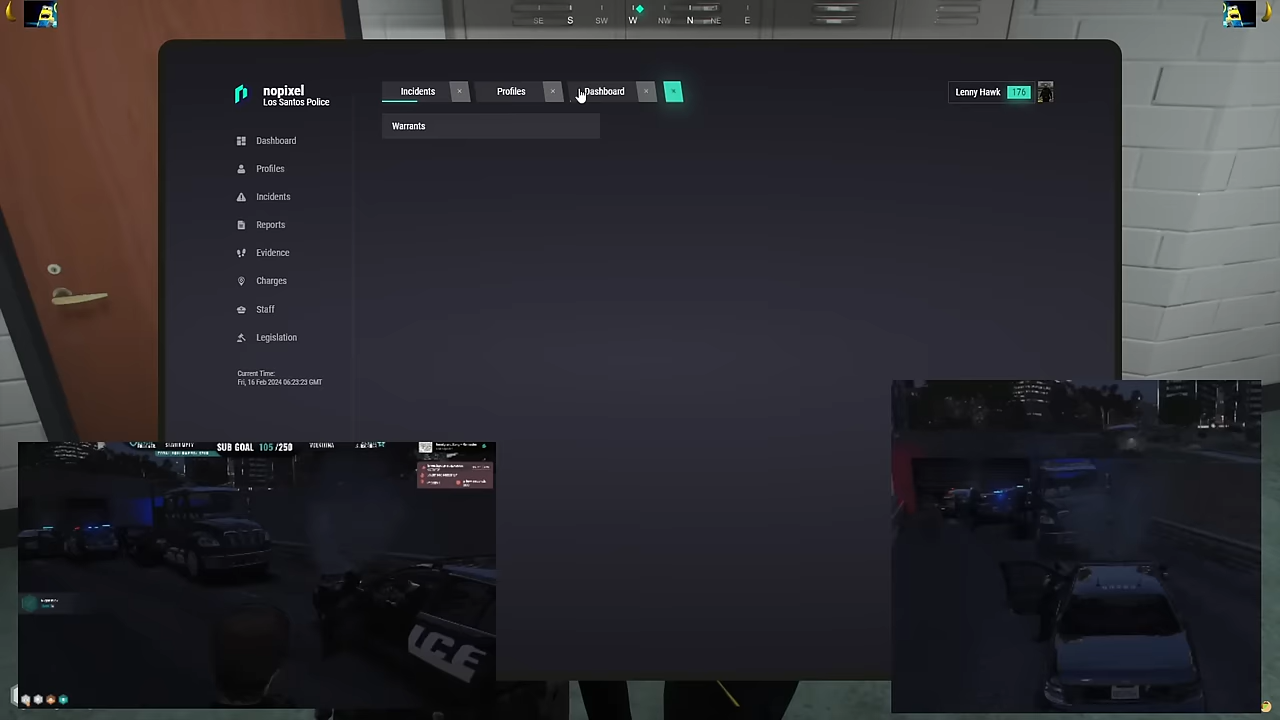 SE S SW W NW N NE E
nopixel
Los Santos Police
Incidents × Profiles × Dashboard × ×
Lenny Hawk 176
Warrants
Dashboard
Profiles
Incidents
Reports
Evidence
Charges
Staff
Legislation
Current Time:
Fri, 16 Feb 2024 06:23:23 GMT
SUB GOAL 105 /250
ICE